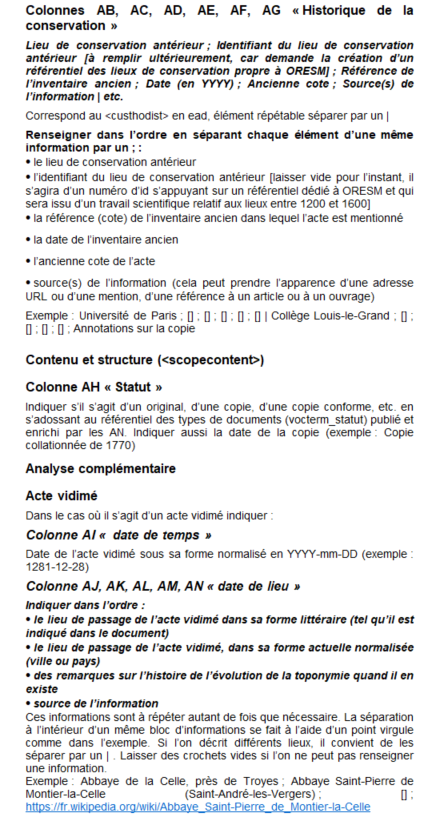 Colonnes AB, AC, AD, AE, AF, AG « Historique de la
conservation »
Lieu de conservation antérieur ; Identifiant du lieu de conservation
antérieur [à remplir ultérieurement, car demande la création d'un
référentiel des lieux de conservation propre à ORESM] ; Référence de
l'inventaire ancien ; Date (en YYYY) ; Ancienne cote ; Source(s) de
l'information | etc.
Correspond au <custhodist> en ead, élément répétable séparer par un |
Renseigner dans l'ordre en séparant chaque élément d'une même
information par un ; :
• le lieu de conservation antérieur
• l'identifiant du lieu de conservation antérieur [laisser vide pour l'instant, il
s'agira d'un numéro d'id s'appuyant sur un référentiel dédié à ORESM et qui
sera issu d'un travail scientifique relatif aux lieux entre 1200 et 1600]
• la référence (cote) de l'inventaire ancien dans lequel l'acte est mentionné
• la date de l'inventaire ancien
• l'ancienne cote de l'acte
• source(s) de l'information (cela peut prendre l'apparence d'une adresse
URL ou d'une mention, d'une référence à un article ou à un ouvrage)
Exemple : Université de Paris ; [] ; [] ; [] ; [] ; [] | Collège Louis-le-Grand ; [] ;
[] ; [] ; [] ; Annotations sur la copie
Contenu et structure (<scopecontent>)
Colonne AH « Statut »
Indiquer s'il s'agit d'un original, d'une copie, d'une copie conforme, etc. en
s'adossant au référentiel des types de documents (vocterm_statut) publié et
enrichi par les AN. Indiquer aussi la date de la copie (exemple : Copie
collationnée de 1770)
Analyse complémentaire
Acte vidimé
Dans le cas où il s'agit d'un acte vidimé indiquer :
Colonne AI « date de temps »
Date de l'acte vidimé sous sa forme normalisé en YYYY-mm-DD (exemple :
1281-12-28)
Colonne AJ, AK, AL, AM, AN « date de lieu »
Indiquer dans l'ordre :
• le lieu de passage de l'acte vidimé dans sa forme littéraire (tel qu'il est
indiqué dans le document)
• le lieu de passage de l'acte vidimé, dans sa forme actuelle normalisée
(ville ou pays)
• des remarques sur l'histoire de l'évolution de la toponymie quand il en
existe
• source de l'information
Ces informations sont à répéter autant de fois que nécessaire. La séparation
à l'intérieur d'un même bloc d'informations se fait à l'aide d'un point virgule
comme dans l'exemple. Si l'on décrit différents lieux, il convient de les
séparer par un | . Laisser des crochets vides si l'on ne peut pas renseigner
une information.
Exemple : Abbaye de la Celle, près de Troyes ; Abbaye Saint-Pierre de
Montier-la-Celle (Saint-André-les-Vergers) ; [] ;
https://fr.wikipedia.org/wiki/Abbaye_Saint-Pierre_de_Montier-la-Celle